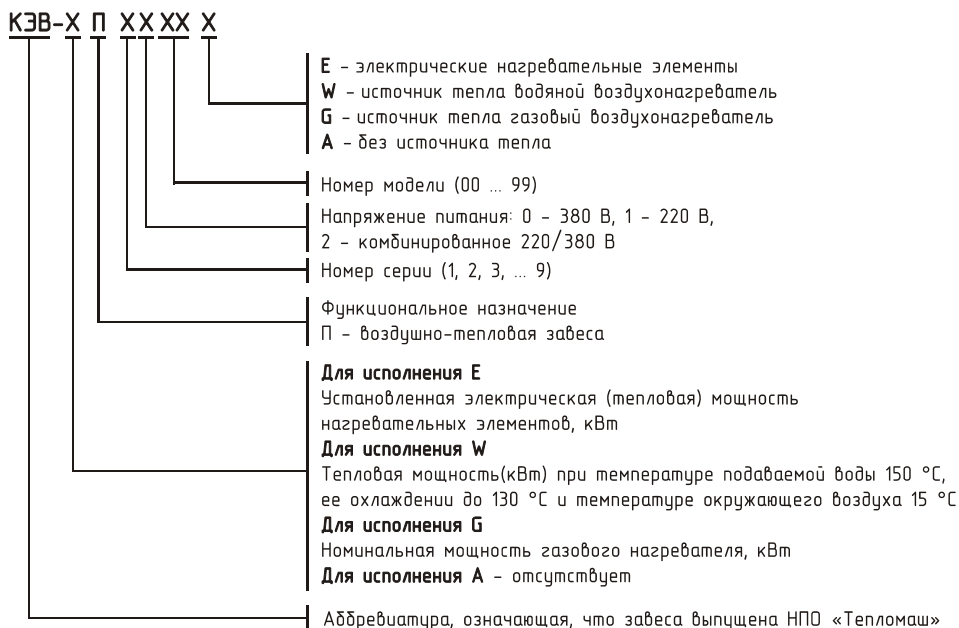 КЭВ-Х П ХХ ХХ Х
E - электрические нагревательные элементы
W - источник тепла водяной воздухонагреватель
G - источник тепла газовый воздухонагреватель
A - без источника тепла
Номер модели (00 ... 99)
Напряжение питания: 0 - 380 В, 1 - 220 В,
2 - комбинированное 220/380 В
Номер серии (1, 2, 3, ... 9)
Функциональное назначение
П - воздушно-тепловая завеса
Для исполнения E
Установленная электрическая (тепловая) мощность
нагревательных элементов, кВт
Для исполнения W
Тепловая мощность(кВт) при температуре подаваемой воды 150 °С,
ее охлаждении до 130 °С и температуре окружающего воздуха 15 °С
Для исполнения G
Номинальная мощность газового нагревателя, кВт
Для исполнения A - отсутствует
Аббревиатура, означающая, что завеса выпущена НПО «Тепломаш»